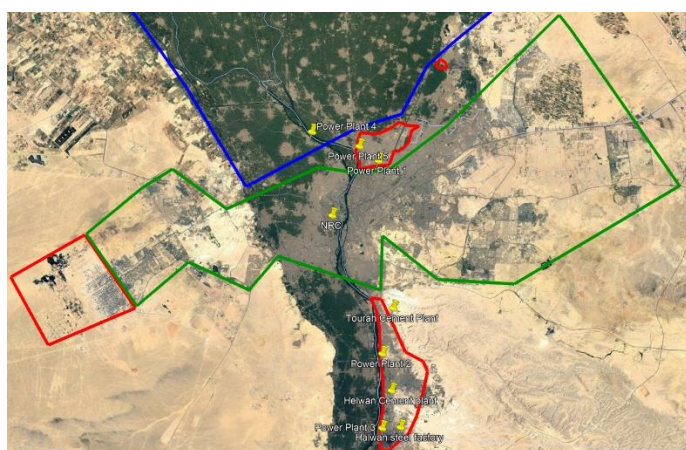 Power Plant 4
Power Plant 5
Power Plant 1
NRC
Tourah Cement Plant
Power Plant 2
Helwan Cement plant
Power Plant 3
Halwan steel factory